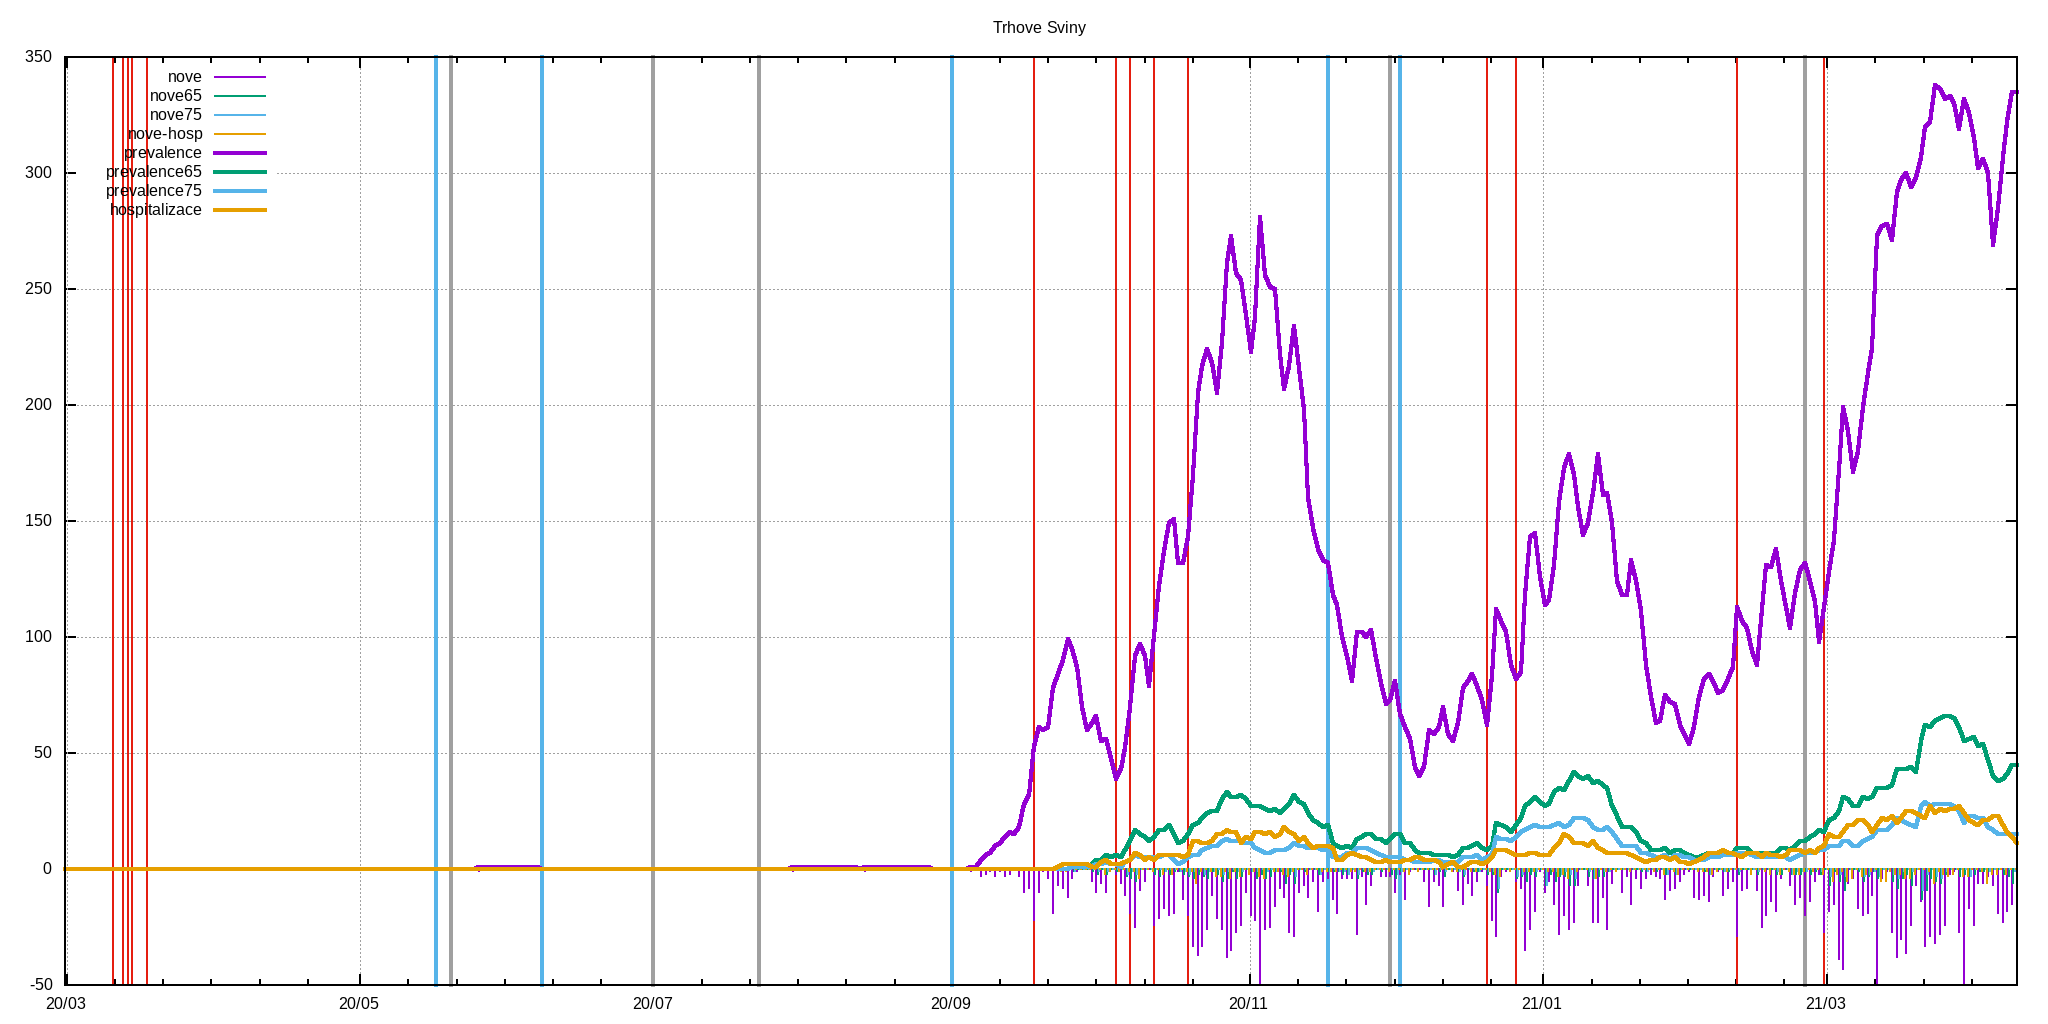 Trhove Sviny
350
300
250
200
150
100
50
0
-50
nove
nove65
nove75
nove-hosp
prevalence
prevalence65
prevalence75
hospitalizace
20/03 20/05 20/07 20/09 20/11 21/01 21/03